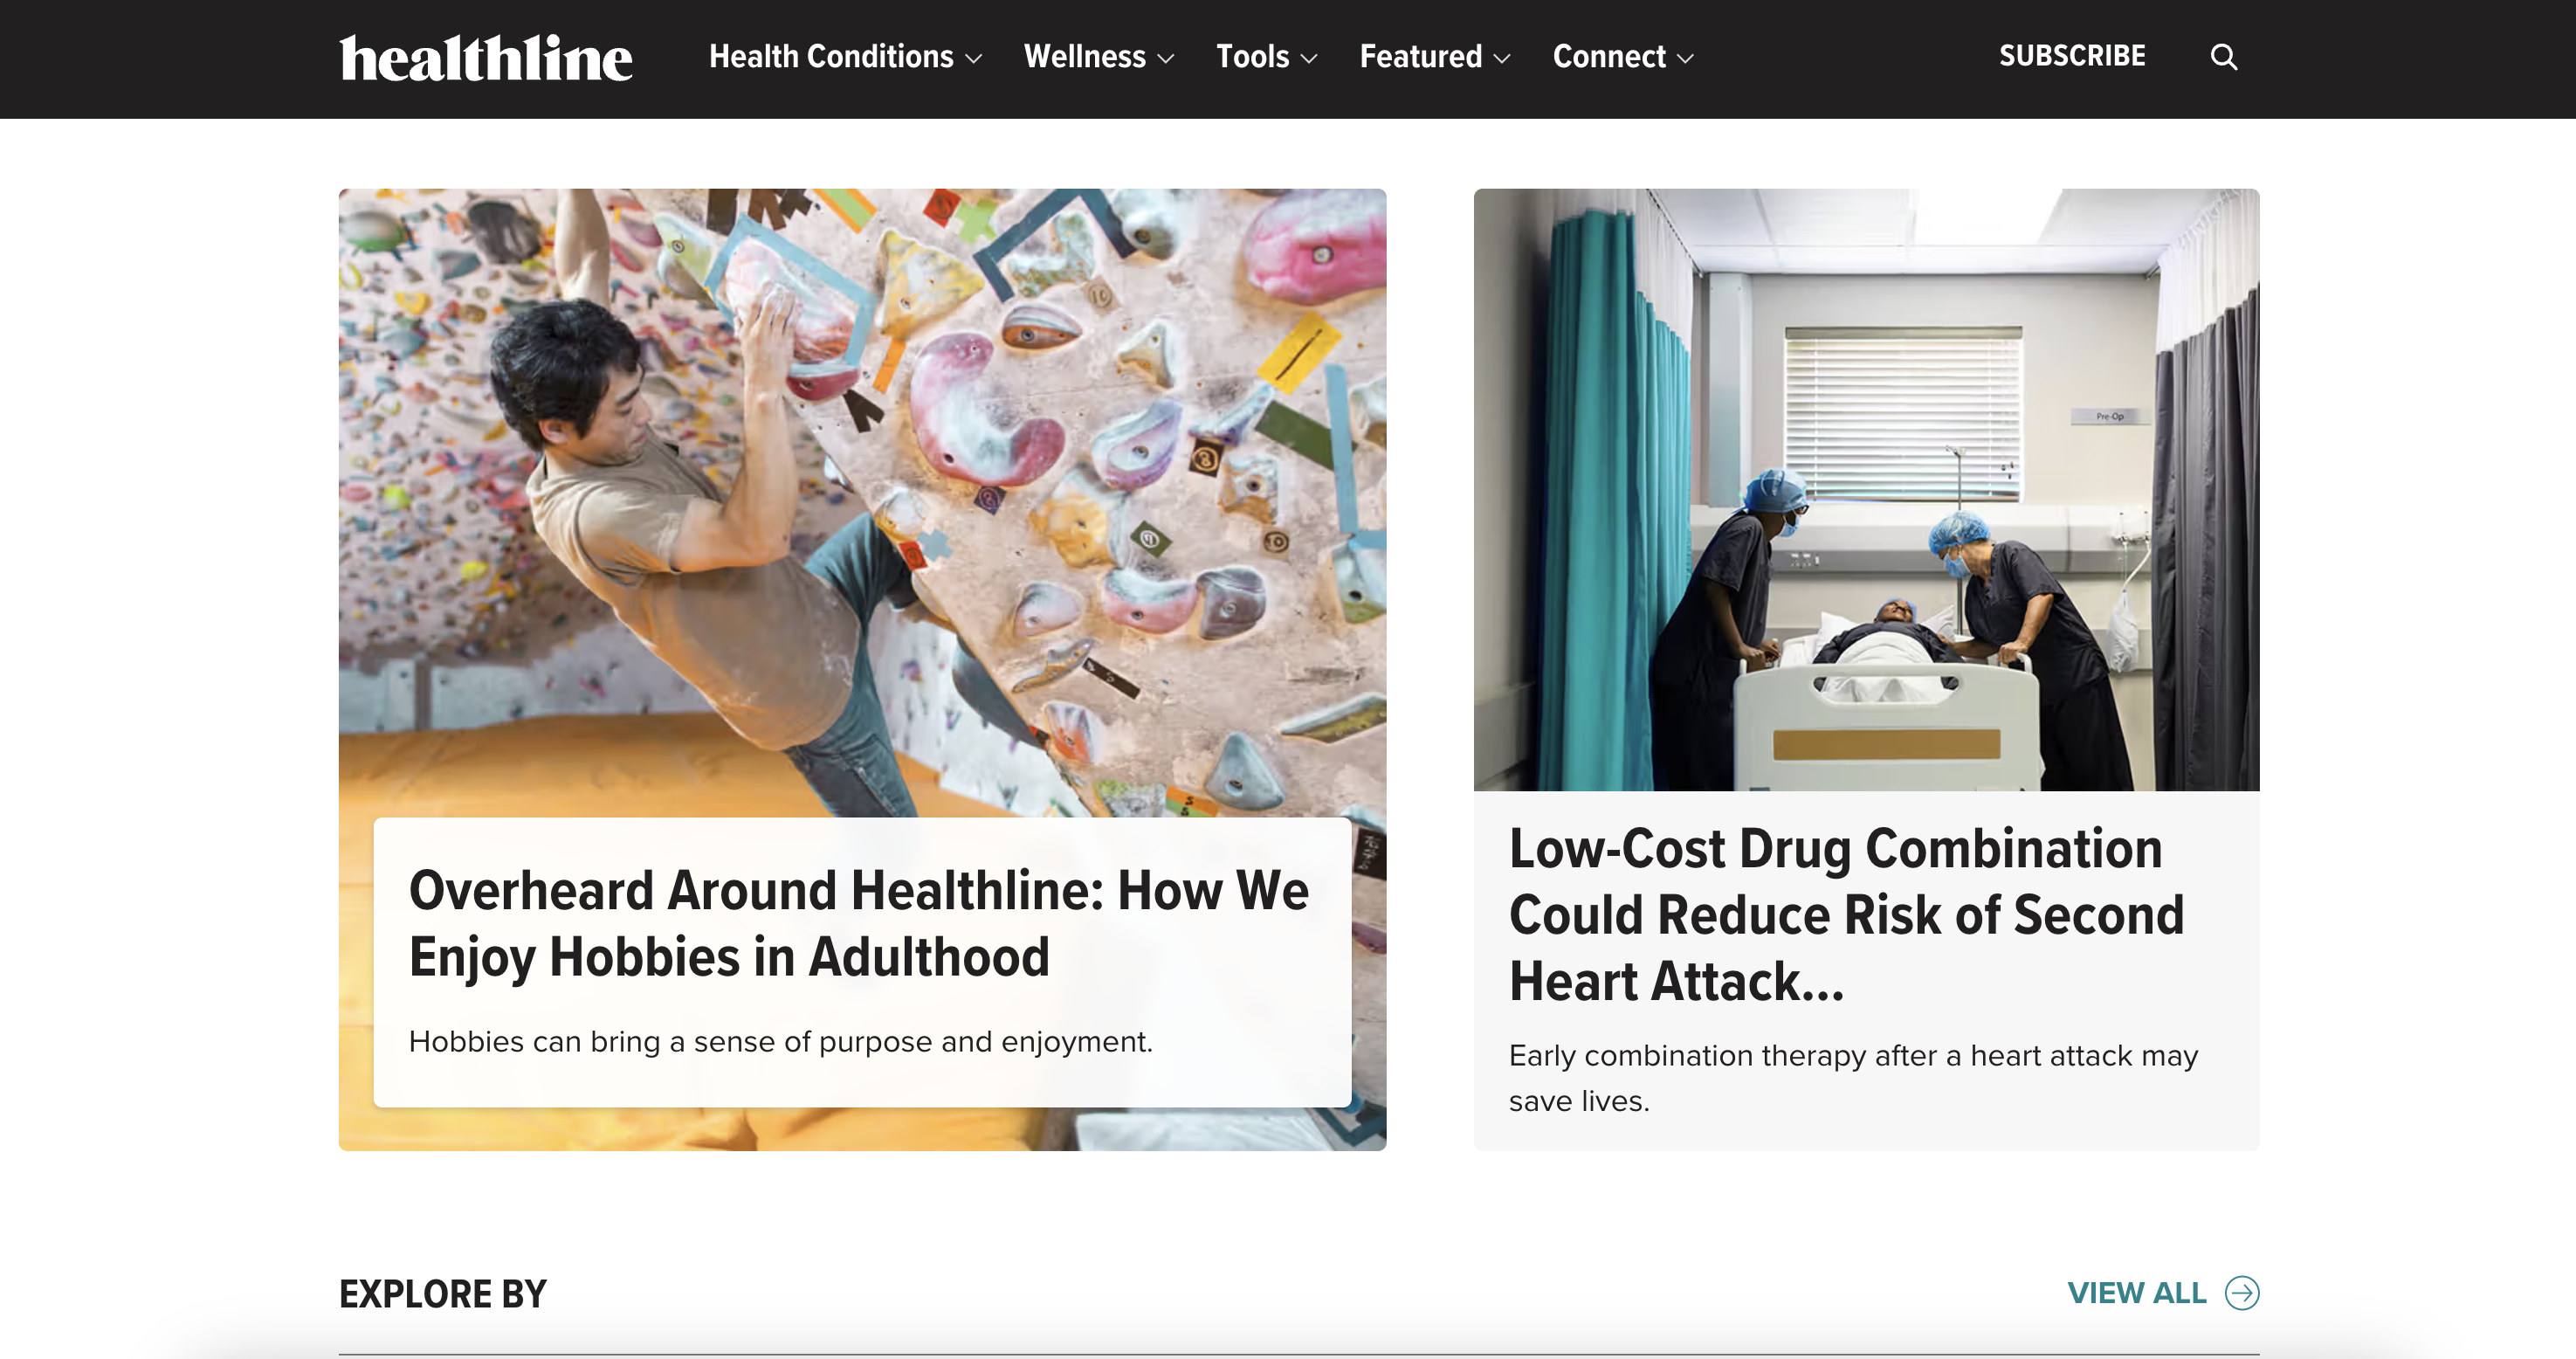 healthline
Health Conditions
Wellness
Tools
Featured
Connect
SUBSCRIBE
Pre-Op
Overheard Around Healthline: How We
Enjoy Hobbies in Adulthood
Hobbies can bring a sense of purpose and enjoyment.
Low-Cost Drug Combination
Could Reduce Risk of Second
Heart Attack...
Early combination therapy after a heart attack may
save lives.
EXPLORE BY
VIEW ALL